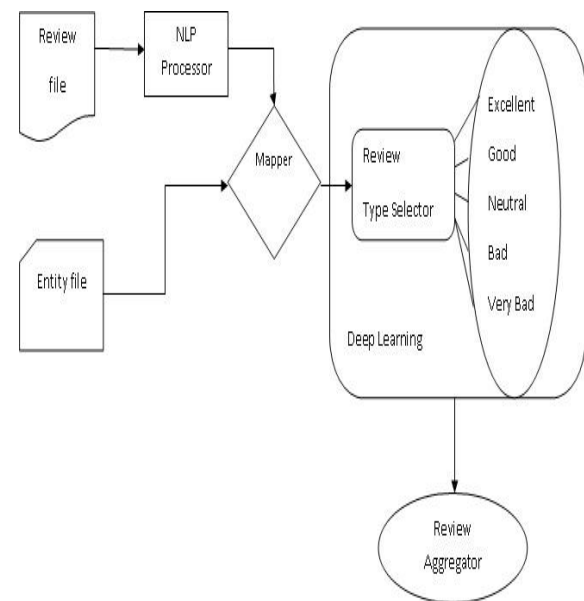 Review
file
NLP
Processor
Mapper
Entity file
Review
Type Selector
Excellent
Good
Neutral
Bad
Very Bad
Deep Learning
Review
Aggregator